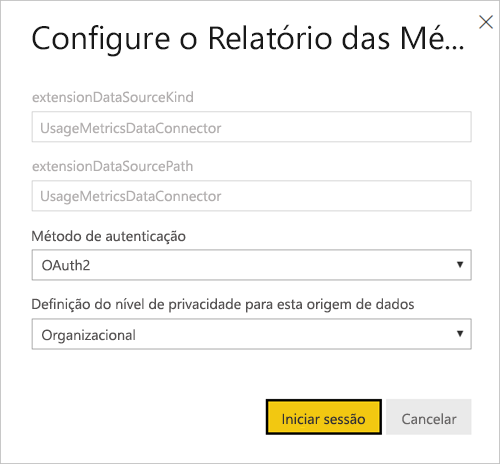 Configure o Relatório das Mé...
extensionDataSourceKind
UsageMetricsDataConnector
extensionDataSourcePath
UsageMetricsDataConnector
Método de autenticação
OAuth2
Definição do nível de privacidade para esta origem de dados
Organizacional
Iniciar sessão
Cancelar